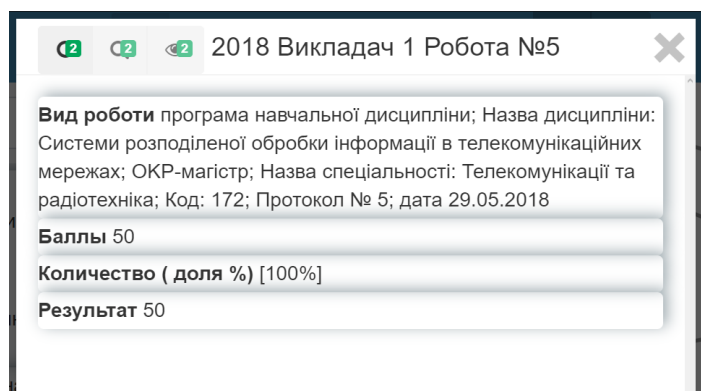 2 2 2 2018 Викладач 1 Робота №5
Вид роботи програма навчальної дисципліни; Назва дисципліни:
Системи розподіленої обробки інформації в телекомунікаційних
мережах; ОКР-магістр; Назва спеціальності: Телекомунікації та
радіотехніка; Код: 172; Протокол № 5; дата 29.05.2018
Баллы 50
Количество ( доля %) [100%]
Результат 50